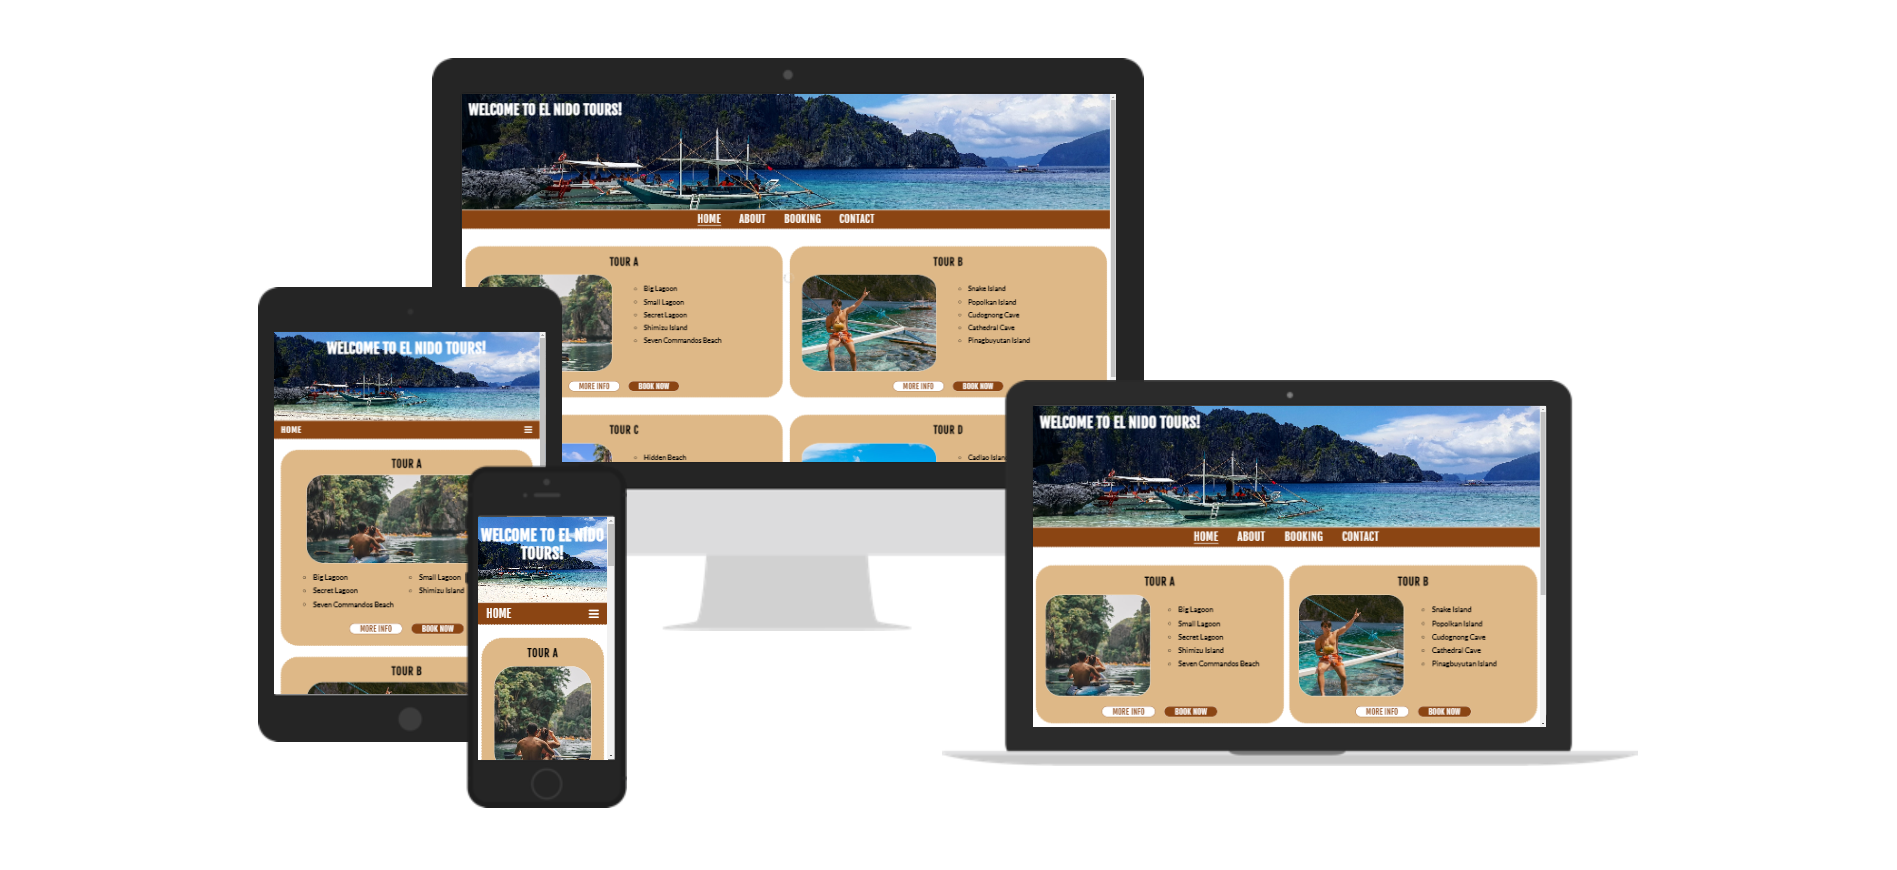 WELCOME TO EL NIDO TOURS!
HOME ABOUT BOOKING CONTACT
TOUR A
Big Lagoon
Small Lagoon
Secret Lagoon
Shimizu Island
Seven Commandos Beach
MORE INFO BOOK NOW
TOUR B
Snake Island
Popolkan Island
Cudognong Cave
Cathedral Cave
Pinagbuyutan Island
MORE INFO BOOK NOW
TOUR C
Hidden Beach
TOUR D
Cadlao Islan
WELCOME TO EL NIDO TOURS!
HOME
TOUR A
Big Lagoon Small Lagoon
Secret Lagoon Shimizu Island
Seven Commandos Beach
MORE INFO BOOK NOW
TOUR B
WELCOME TO EL NIDO
TOURS!
HOME
TOUR A
WELCOME TO EL NIDO TOURS!
HOME ABOUT BOOKING CONTACT
TOUR A
Big Lagoon
Small Lagoon
Secret Lagoon
Shimizu Island
Seven Commandos Beach
MORE INFO BOOK NOW
TOUR B
Snake Island
Popolkan Island
Cudognong Cave
Cathedral Cave
Pinagbuyutan Island
MORE INFO BOOK NOW